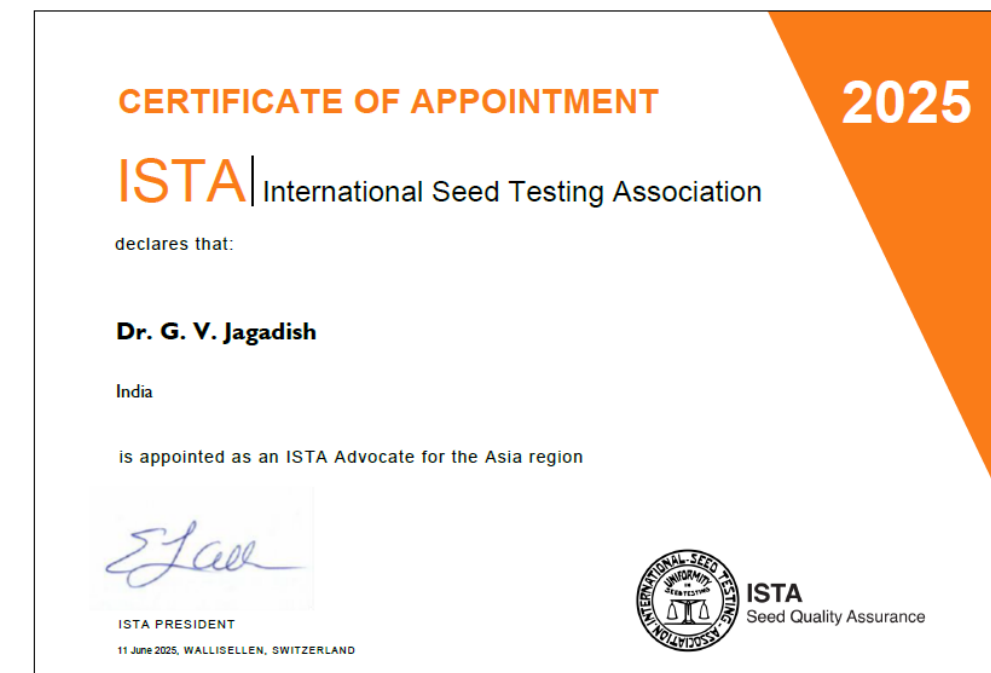 CERTIFICATE OF APPOINTMENT
2025
ISTA| International Seed Testing Association
declares that:
Dr. G. V. Jagadish
India
is appointed as an ISTA Advocate for the Asia region
ISTA PRESIDENT
11 June 2025, WALLISELLEN, SWITZERLAND
INTERNATIONAL-SEED TESTING-ASSOCIATION
UNIFORMITY
IN
SEED TESTING
ISTA
Seed Quality Assurance